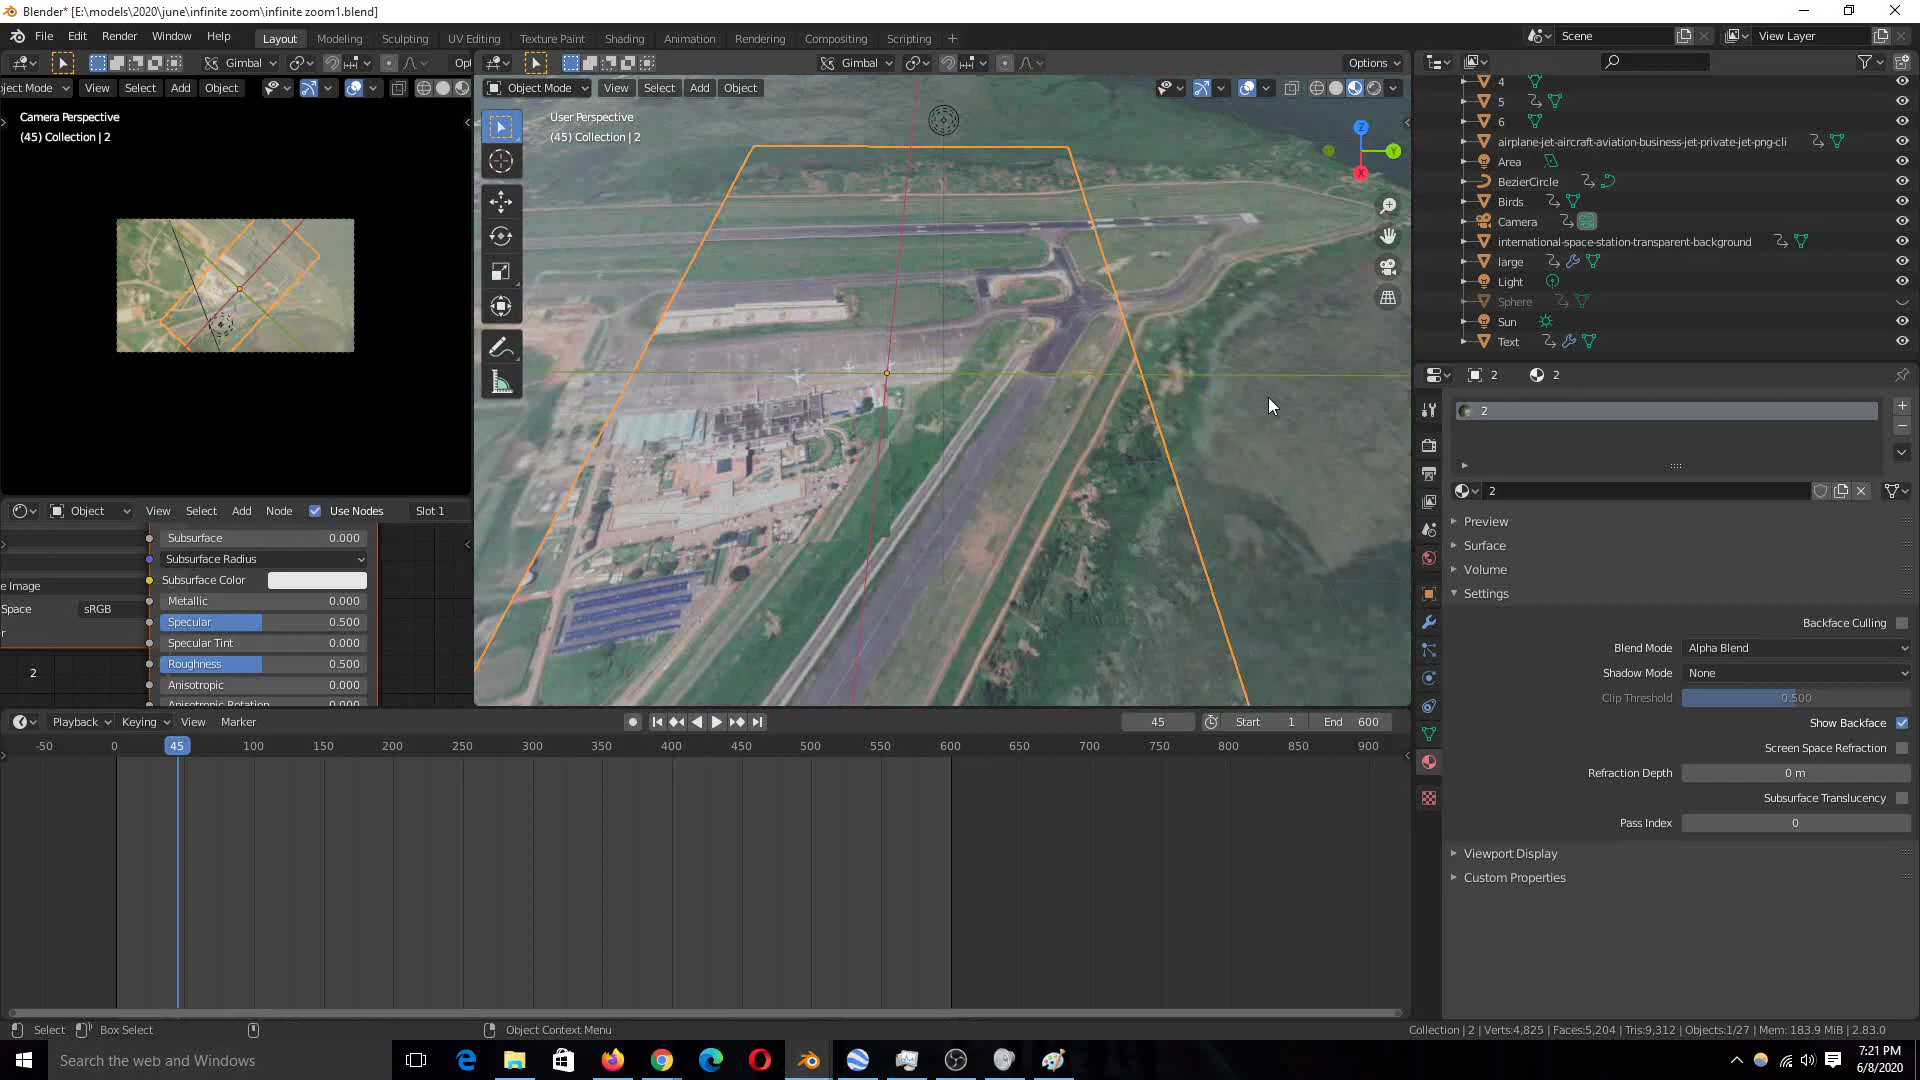 Blender* [E:\models\2020\june\infinite zoom\infinite zoom1.blend]
File Edit Render Window Help Layout Modeling Sculpting UV Editing Texture Paint Shading Animation Rendering Compositing Scripting Scene View Layer
Gimbal Opt Gimbal Options
ject Mode View Select Add Object Object Mode View Select Add Object
Camera Perspective
(45) Collection | 2
User Perspective
(45) Collection | 2
Z
Y
X
4
5
6
airplane-jet-aircraft-aviation-business-jet-private-jet-png-cli
Area
BezierCircle
Birds
Camera
international-space-station-transparent-background
large
Light
Sphere
Sun
Text
2 2
2
2
Preview
Surface
Volume
Settings
Backface Culling
Blend Mode Alpha Blend
Shadow Mode None
Clip Threshold 0.500
Show Backface
Screen Space Refraction
Refraction Depth 0 m
Subsurface Translucency
Pass Index 0
Viewport Display
Custom Properties
Object View Select Add Node Use Nodes Slot 1
Subsurface 0.000
Subsurface Radius
Subsurface Color
Metallic 0.000
Specular 0.500
Specular Tint 0.000
Roughness 0.500
Anisotropic 0.000
Anisotropic Rotation 0.000
e Image
Space sRGB
r
2
Playback Keying View Marker 45 Start 1 End 600
-50 0 45 100 150 200 250 300 350 400 450 500 550 600 650 700 750 800 850 900
Select Box Select Object Context Menu Collection | 2 | Verts:4,825 | Faces:5,204 | Tris:9,312 | Objects:1/27 | Mem: 183.9 MiB | 2.83.0
Search the web and Windows
7:21 PM
6/8/2020